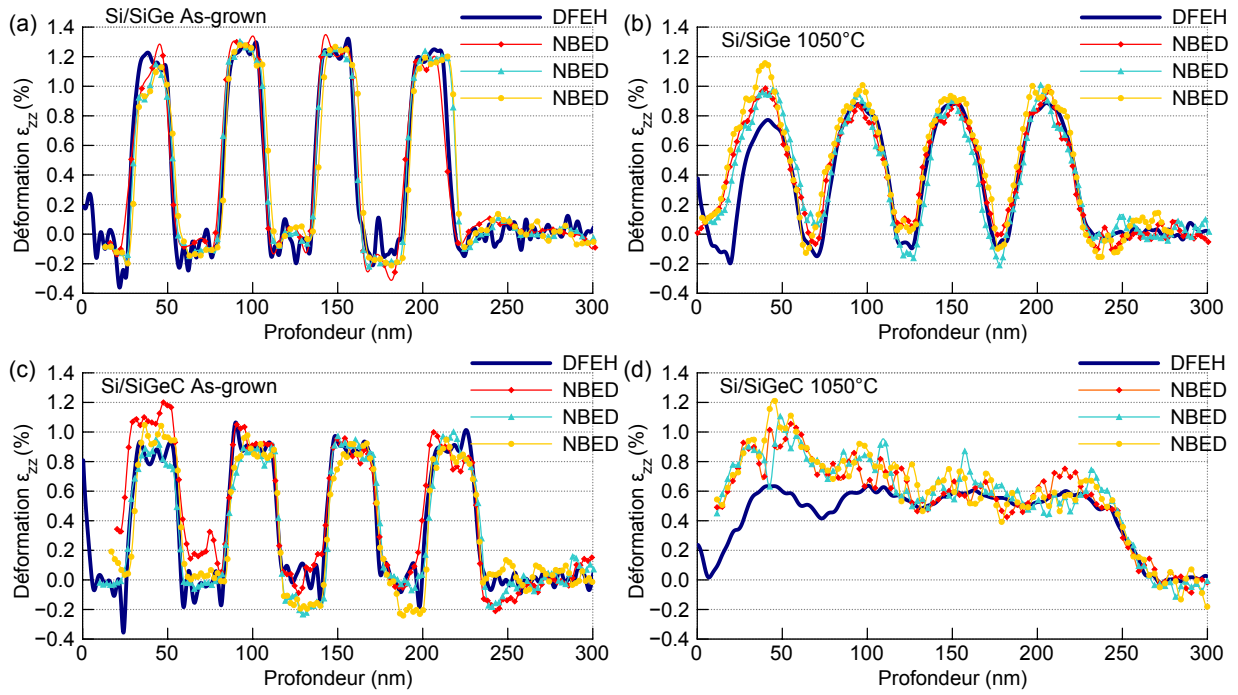 (a)
Si/SiGe As-grown
DFEH
NBED
NBED
NBED
Déformation ε_zz (%)
1.4
1.2
1.0
0.8
0.6
0.4
0.2
0.0
−0.2
−0.4
0 50 100 150 200 250 300
Profondeur (nm)
(b)
Si/SiGe 1050°C
DFEH
NBED
NBED
NBED
Déformation ε_zz (%)
1.4
1.2
1.0
0.8
0.6
0.4
0.2
0.0
−0.2
−0.4
0 50 100 150 200 250 300
Profondeur (nm)
(c)
Si/SiGeC As-grown
DFEH
NBED
NBED
NBED
Déformation ε_zz (%)
1.4
1.2
1.0
0.8
0.6
0.4
0.2
0.0
−0.2
−0.4
0 50 100 150 200 250 300
Profondeur (nm)
(d)
Si/SiGeC 1050°C
DFEH
NBED
NBED
NBED
Déformation ε_zz (%)
1.4
1.2
1.0
0.8
0.6
0.4
0.2
0.0
−0.2
−0.4
0 50 100 150 200 250 300
Profondeur (nm)